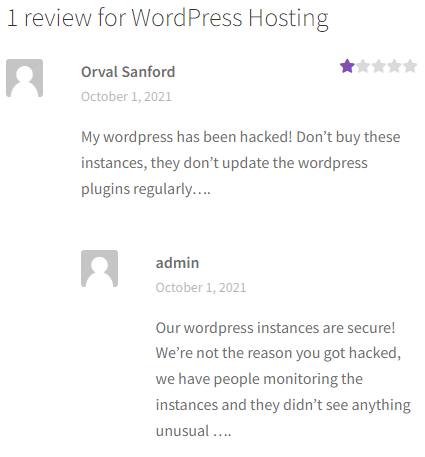 1 review for WordPress Hosting
Orval Sanford
October 1, 2021
My wordpress has been hacked! Don’t buy these
instances, they don’t update the wordpress
plugins regularly….
admin
October 1, 2021
Our wordpress instances are secure!
We’re not the reason you got hacked,
we have people monitoring the
instances and they didn’t see anything
unusual ….